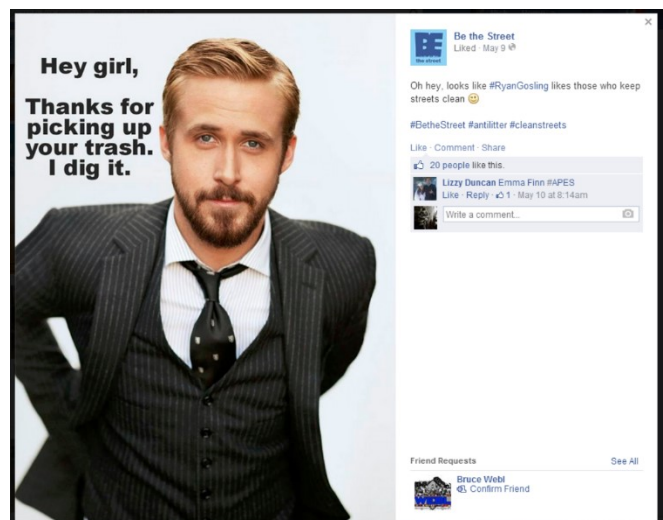 Hey girl,
Thanks for
picking up
your trash.
I dig it.
BE
the street
Be the Street
Liked · May 9
Oh hey, looks like #RyanGosling likes those who keep
streets clean
#BetheStreet #antilitter #cleanstreets
Like · Comment · Share
20 people like this.
Lizzy Duncan Emma Finn #APES
Like · Reply · 1 · May 10 at 8:14am
Write a comment...
Friend Requests
See All
Bruce Webl
Confirm Friend